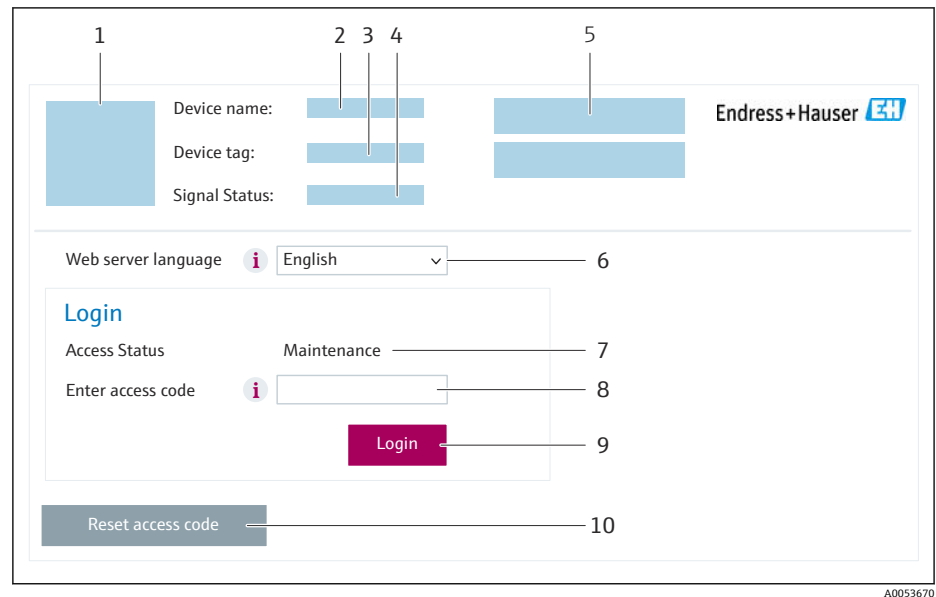 1 2 3 4 5
Device name:
Endress+Hauser EH
Device tag:
Signal Status:
Web server language i English 6
Login
Access Status Maintenance 7
Enter access code i 8
Login 9
Reset access code 10
A0053670